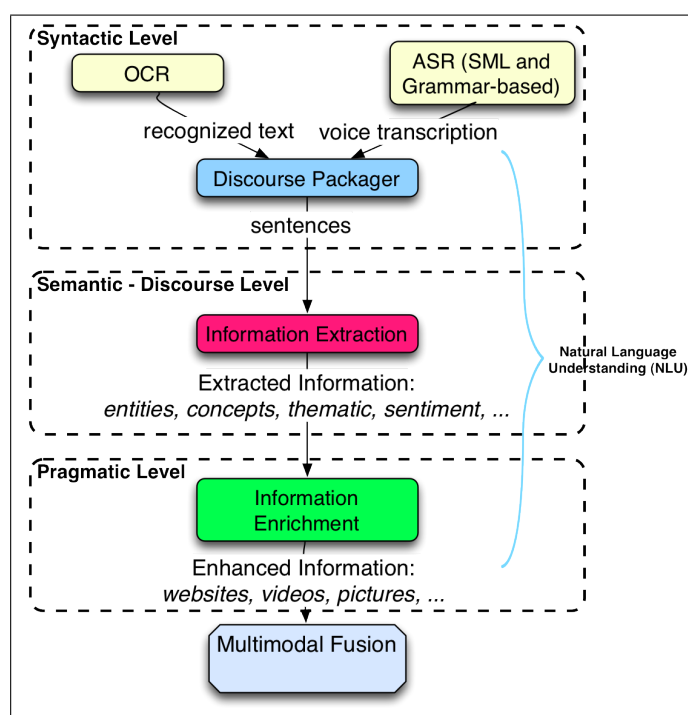 Syntactic Level
OCR
ASR (SML and
Grammar-based)
recognized text
voice transcription
Discourse Packager
sentences
Semantic - Discourse Level
Information Extraction
Natural Language
Understanding (NLU)
Extracted Information:
entities, concepts, thematic, sentiment, ...
Pragmatic Level
Information
Enrichment
Enhanced Information:
websites, videos, pictures, ...
Multimodal Fusion